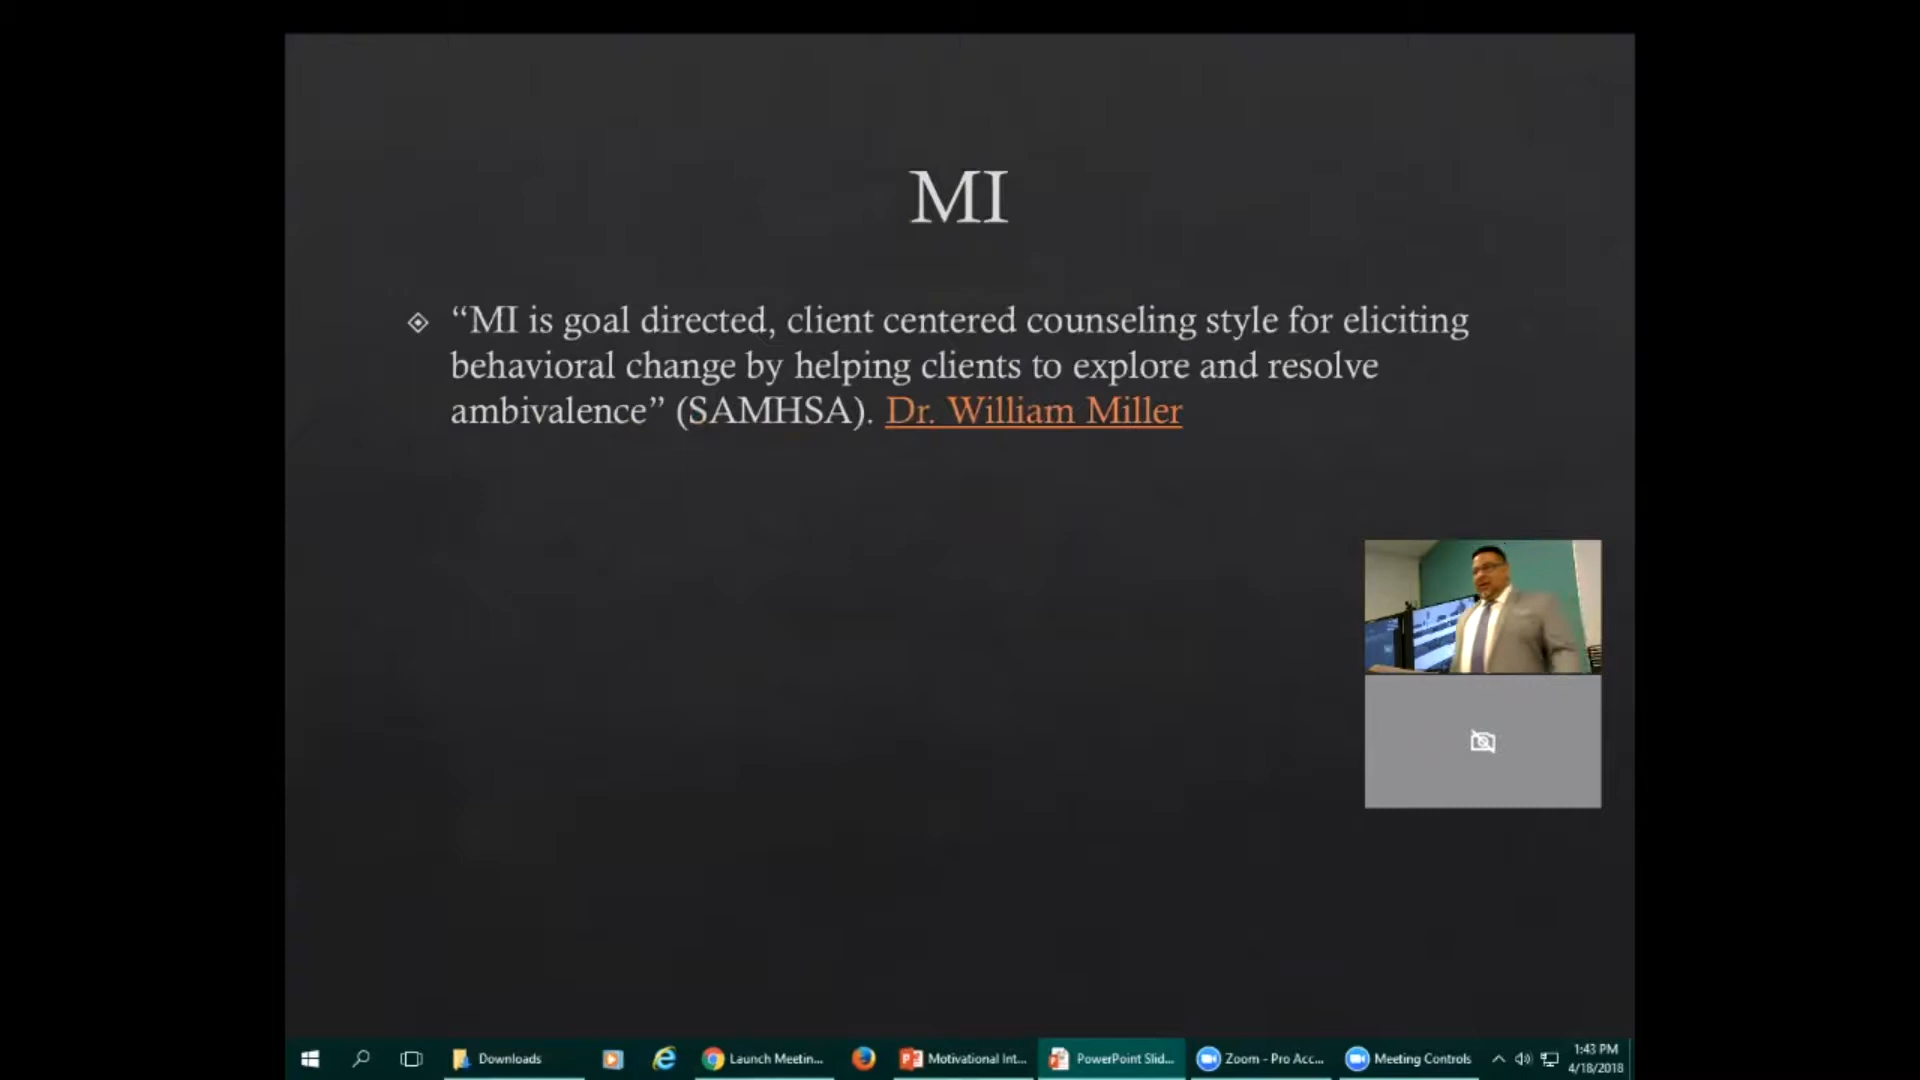 MI
“MI is goal directed, client centered counseling style for eliciting
behavioral change by helping clients to explore and resolve
ambivalence” (SAMHSA). Dr. William Miller
Downloads
Launch Meetin...
Motivational Int...
PowerPoint Slid...
Zoom - Pro Acc...
Meeting Controls
1:43 PM
4/18/2018